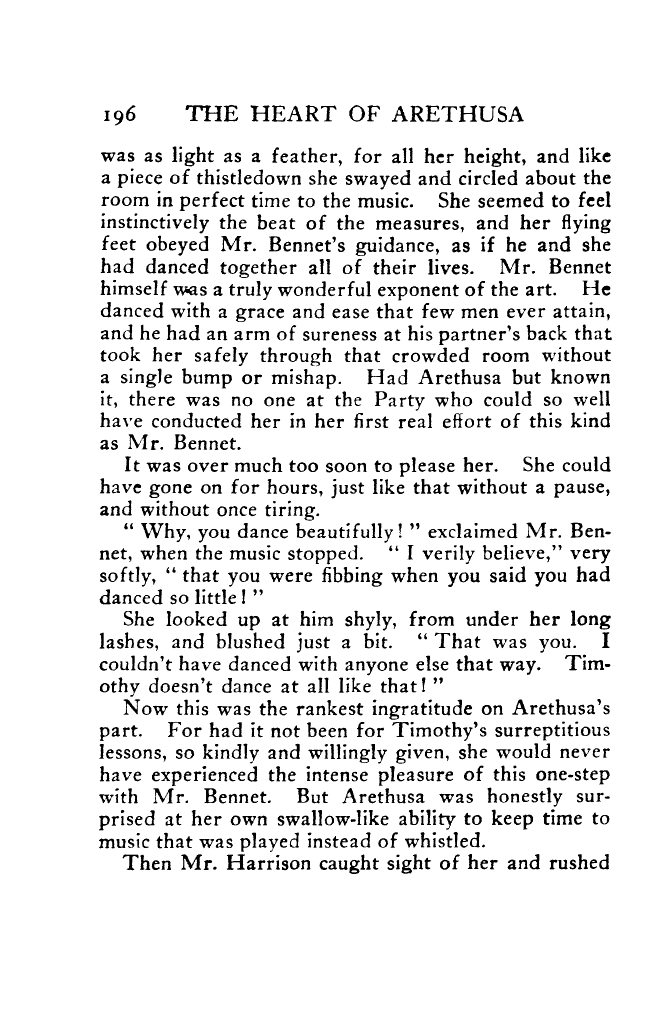 196 THE HEART OF ARETHUSA
was as light as a feather, for all her height, and like
a piece of thistledown she swayed and circled about the
room in perfect time to the music. She seemed to feel
instinctively the beat of the measures, and her flying
feet obeyed Mr. Bennet's guidance, as if he and she
had danced together all of their lives. Mr. Bennet
himself was a truly wonderful exponent of the art. He
danced with a grace and ease that few men ever attain,
and he had an arm of sureness at his partner's back that
took her safely through that crowded room without
a single bump or mishap. Had Arethusa but known
it, there was no one at the Party who could so well
have conducted her in her first real effort of this kind
as Mr. Bennet.
It was over much too soon to please her. She could
have gone on for hours, just like that without a pause,
and without once tiring.
“ Why, you dance beautifully! ” exclaimed Mr. Ben-
net, when the music stopped. “ I verily believe,” very
softly, “ that you were fibbing when you said you had
danced so little! ”
She looked up at him shyly, from under her long
lashes, and blushed just a bit. “ That was you. I
couldn't have danced with anyone else that way. Tim-
othy doesn't dance at all like that! ”
Now this was the rankest ingratitude on Arethusa's
part. For had it not been for Timothy's surreptitious
lessons, so kindly and willingly given, she would never
have experienced the intense pleasure of this one-step
with Mr. Bennet. But Arethusa was honestly sur-
prised at her own swallow-like ability to keep time to
music that was played instead of whistled.
Then Mr. Harrison caught sight of her and rushed